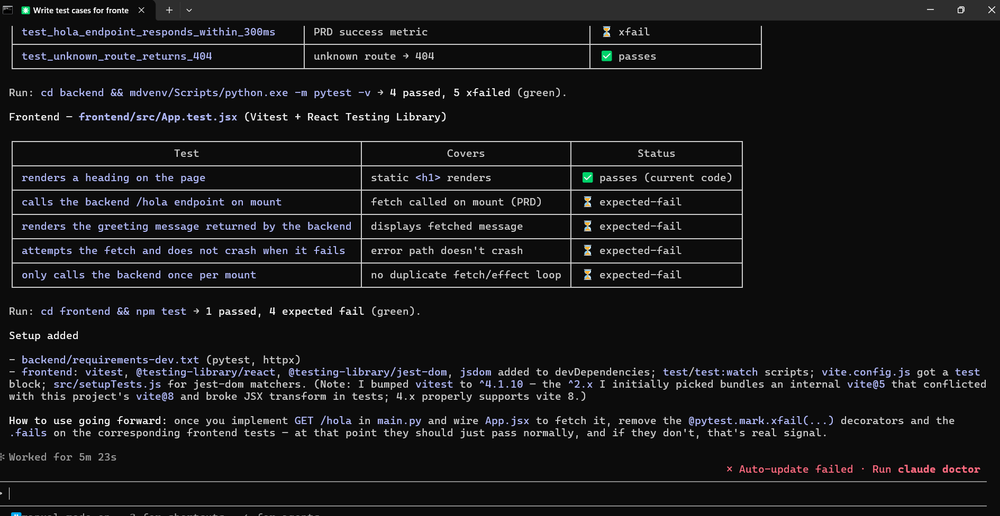 Write test cases for fronte
test_hola_endpoint_responds_within_300ms PRD success metric ⏳ xfail
test_unknown_route_returns_404 unknown route → 404 ✅ passes
Run: cd backend && mdvenv/Scripts/python.exe -m pytest -v → 4 passed, 5 xfailed (green).
Frontend — frontend/src/App.test.jsx (Vitest + React Testing Library)
Test Covers Status
renders a heading on the page static <h1> renders ✅ passes (current code)
calls the backend /hola endpoint on mount fetch called on mount (PRD) ⏳ expected-fail
renders the greeting message returned by the backend displays fetched message ⏳ expected-fail
attempts the fetch and does not crash when it fails error path doesn't crash ⏳ expected-fail
only calls the backend once per mount no duplicate fetch/effect loop ⏳ expected-fail
Run: cd frontend && npm test → 1 passed, 4 expected fail (green).
Setup added
- backend/requirements-dev.txt (pytest, httpx)
- frontend: vitest, @testing-library/react, @testing-library/jest-dom, jsdom added to devDependencies; test/test:watch scripts; vite.config.js got a test
block; src/setupTests.js for jest-dom matchers. (Note: I bumped vitest to ^4.1.10 — the ^2.x I initially picked bundles an internal vite@5 that conflicted
with this project's vite@8 and broke JSX transform in tests; 4.x properly supports vite 8.)
How to use going forward: once you implement GET /hola in main.py and wire App.jsx to fetch it, remove the @pytest.mark.xfail(...) decorators and the
.fails on the corresponding frontend tests — at that point they should just pass normally, and if they don't, that's real signal.
✻ Worked for 5m 23s
× Auto-update failed · Run claude doctor
>
manual mode on · ? for shortcuts · ← for agents